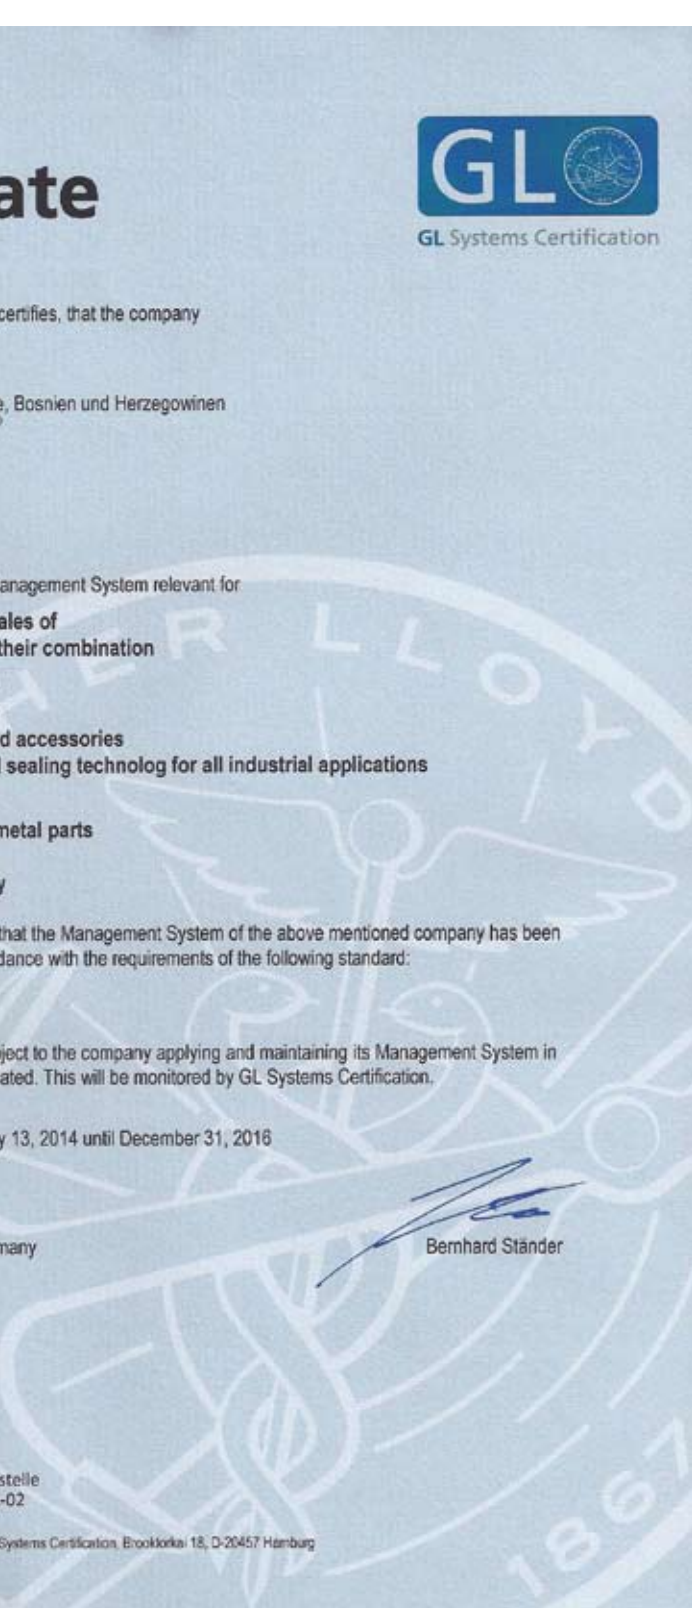 GL
ate
GL Systems Certification
certifies, that the company
e, Bosnien und Herzegowinen
anagement System relevant for
ales of
their combination
d accessories
l sealing technolog for all industrial applications
metal parts
y
that the Management System of the above mentioned company has been
dance with the requirements of the following standard:
ject to the company applying and maintaining its Management System in
ated. This will be monitored by GL Systems Certification.
y 13, 2014 until December 31, 2016
many
Bernhard Ständer
stelle
-02
Systems Certification, Brooktorkai 18, D-20457 Hamburg
HER LLOYD
1867